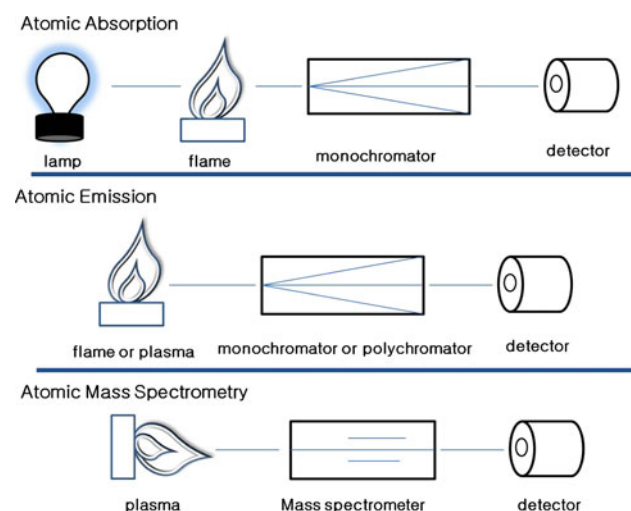 Atomic Absorption
lamp flame monochromator detector
Atomic Emission
flame or plasma monochromator or polychromator detector
Atomic Mass Spectrometry
plasma Mass spectrometer detector